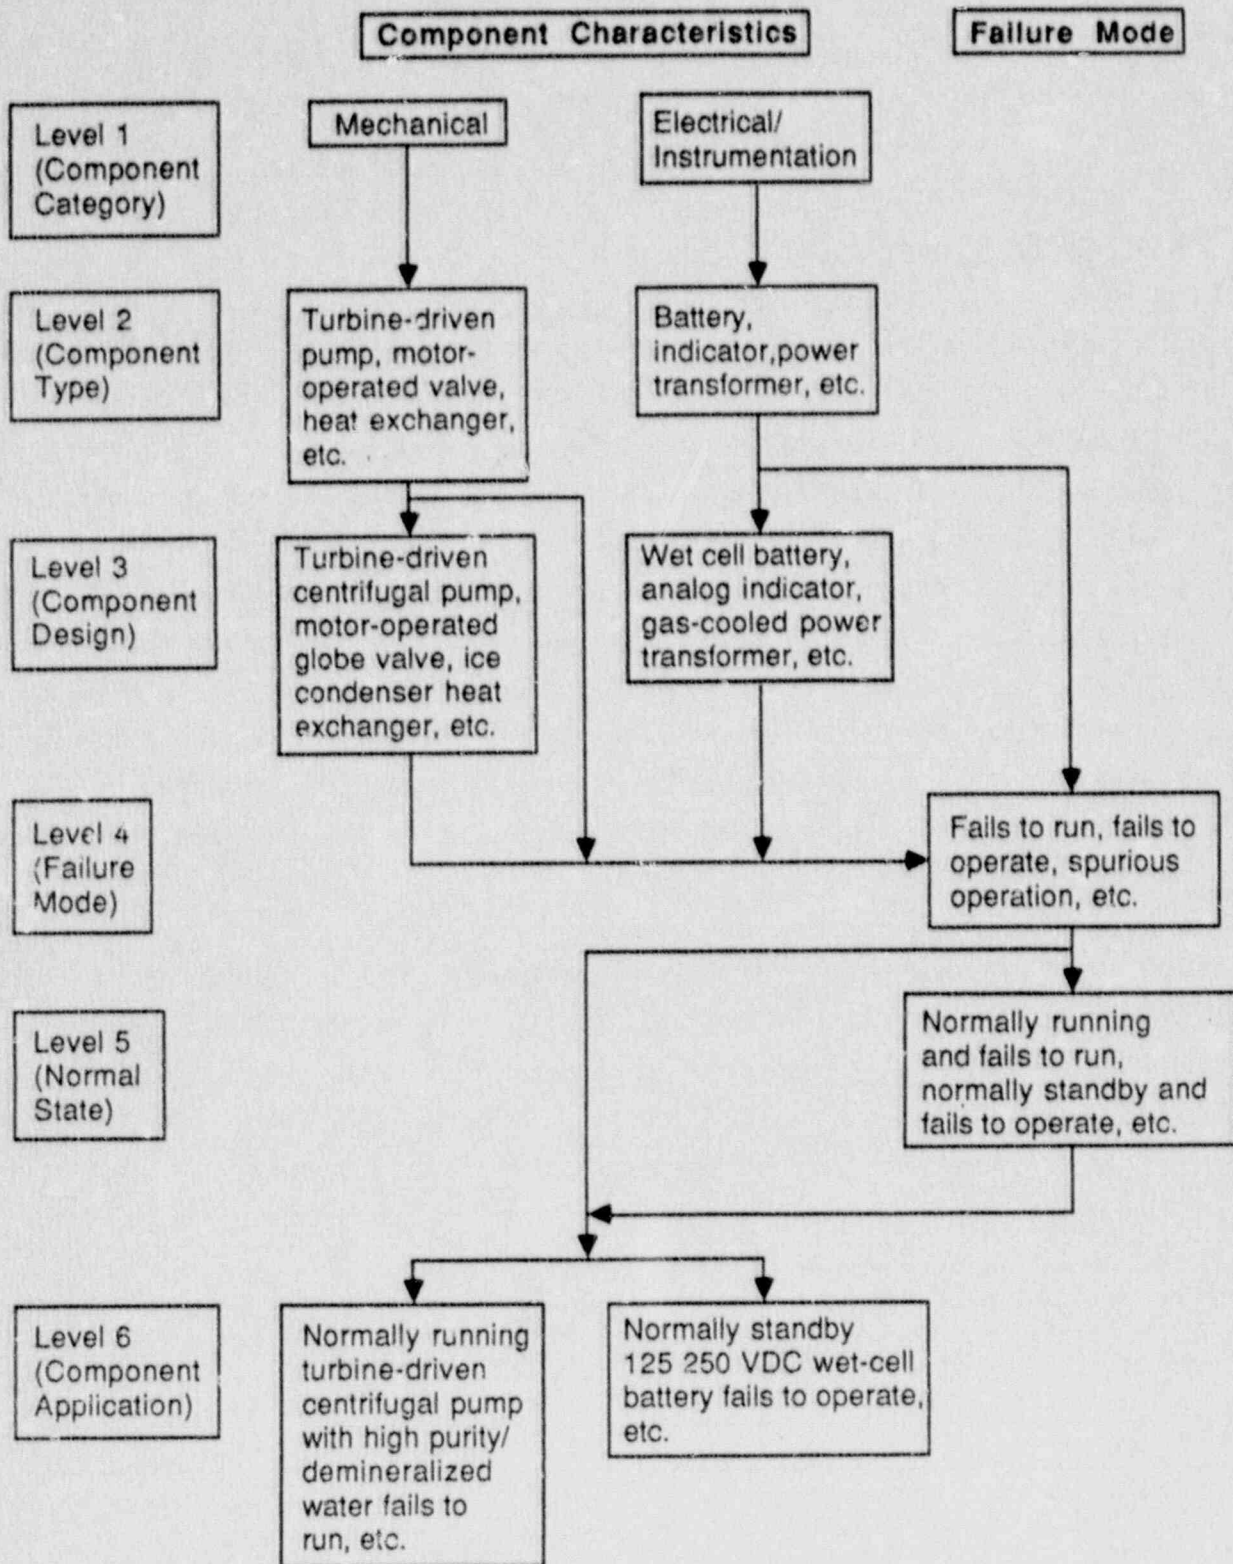 Component Characteristics
Failure Mode
Level 1
(Component
Category)
Mechanical
Electrical/
Instrumentation
Level 2
(Component
Type)
Turbine-driven
pump, motor-
operated valve,
heat exchanger,
etc.
Battery,
indicator,power
transformer, etc.
Level 3
(Component
Design)
Turbine-driven
centrifugal pump,
motor-operated
globe valve, ice
condenser heat
exchanger, etc.
Wet cell battery,
analog indicator,
gas-cooled power
transformer, etc.
Level 4
(Failure
Mode)
Fails to run, fails to
operate, spurious
operation, etc.
Level 5
(Normal
State)
Normally running
and fails to run,
normally standby and
fails to operate, etc.
Level 6
(Component
Application)
Normally running
turbine-driven
centrifugal pump
with high purity/
demineralized
water fails to
run, etc.
Normally standby
125 250 VDC wet-cell
battery fails to operate,
etc.